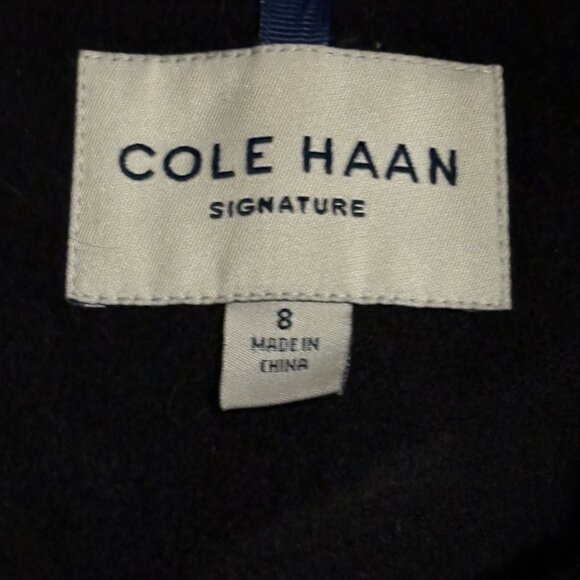 COLE HAAN
SIGNATURE
8
MADE IN
CHINA